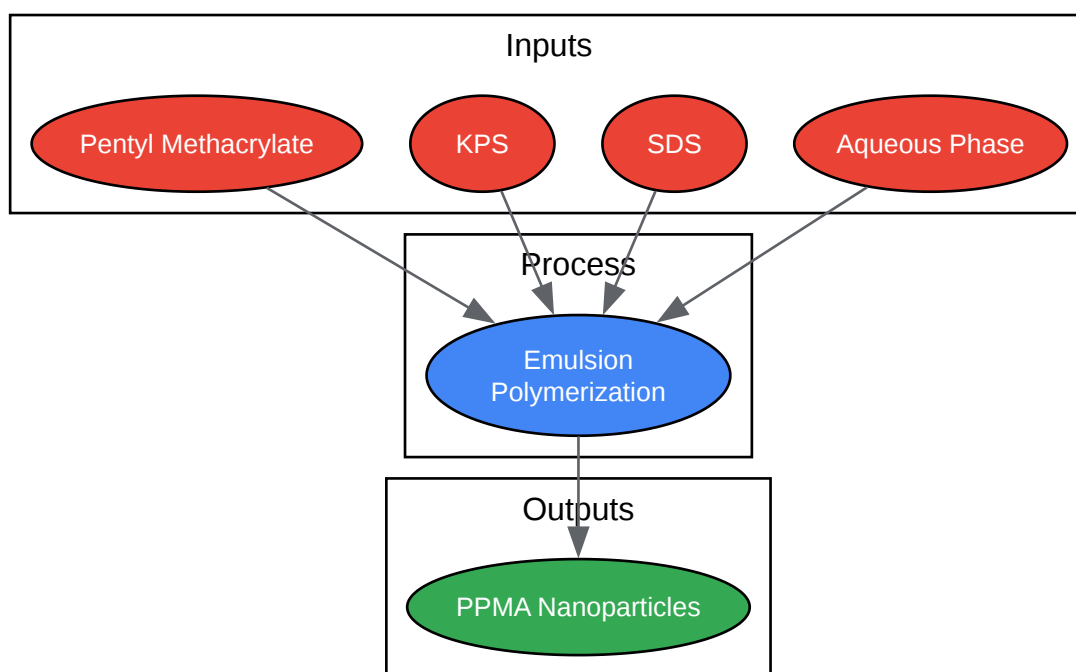 Inputs
Pentyl Methacrylate
KPS
SDS
Aqueous Phase
Process
Emulsion
Polymerization
Outputs
PPMA Nanoparticles